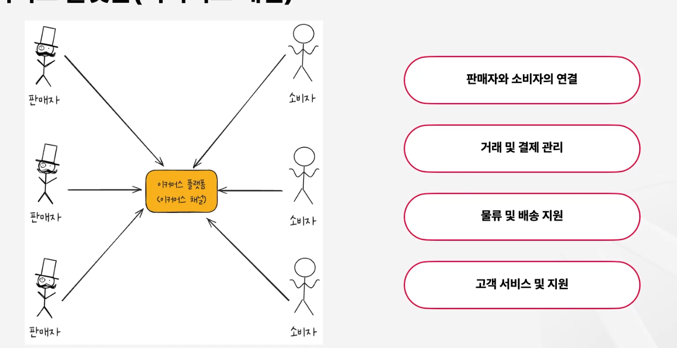 판매자
소비자
판매자와 소비자의 연결
거래 및 결제 관리
이커머스 플랫폼
(이커머스 채널)
판매자
소비자
물류 및 배송 지원
고객 서비스 및 지원
판매자
소비자